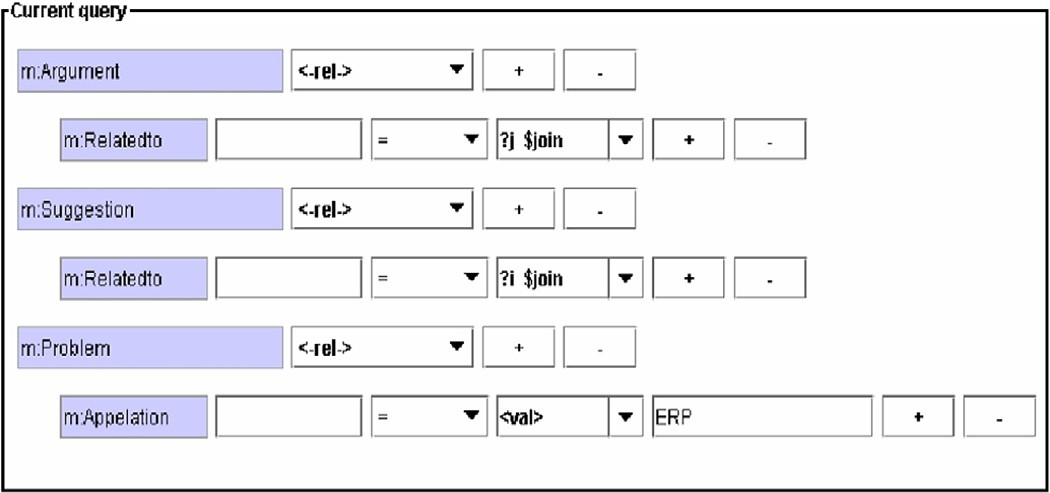 Current query
m:Argument <-rel-> + -
m:Relatedto = ?j $join + -
m:Suggestion <-rel-> + -
m:Relatedto = ?i $join + -
m:Problem <-rel-> + -
m:Appelation = <val> ERP + -